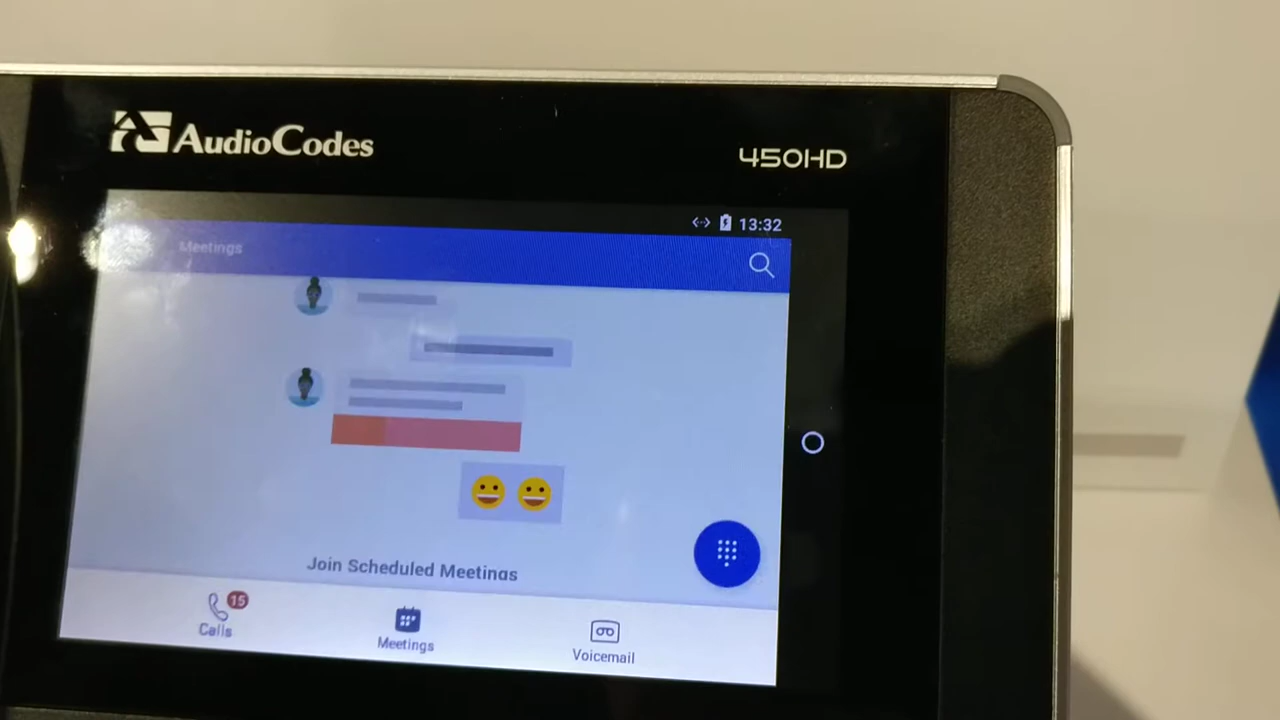 AudioCodes
450HD
13:32
Meetings
Join Scheduled Meetings
15
Calls
Meetings
Voicemail